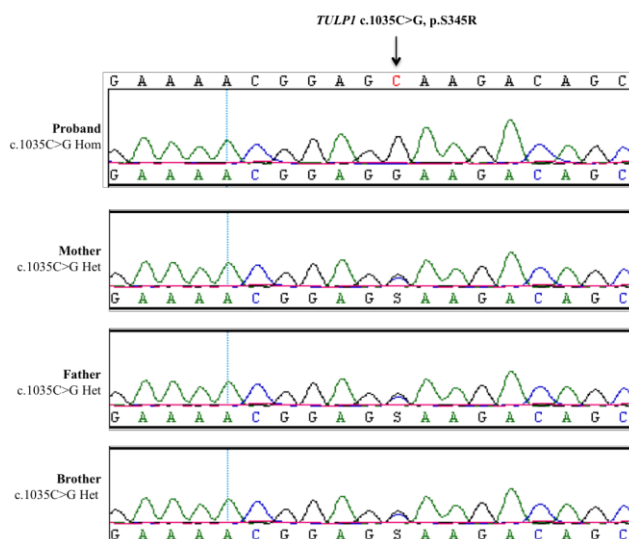 TULP1 c.1035C>G, p.S345R
G A A A A C G G A G C A A G A C A G C
Proband
c.1035C>G Hom
G A A A A C G G A G G A A G A C A G C
Mother
c.1035C>G Het
G A A A A C G G A G S A A G A C A G C
Father
c.1035C>G Het
G A A A A C G G A G S A A G A C A G C
Brother
c.1035C>G Het
G A A A A C G G A G S A A G A C A G C